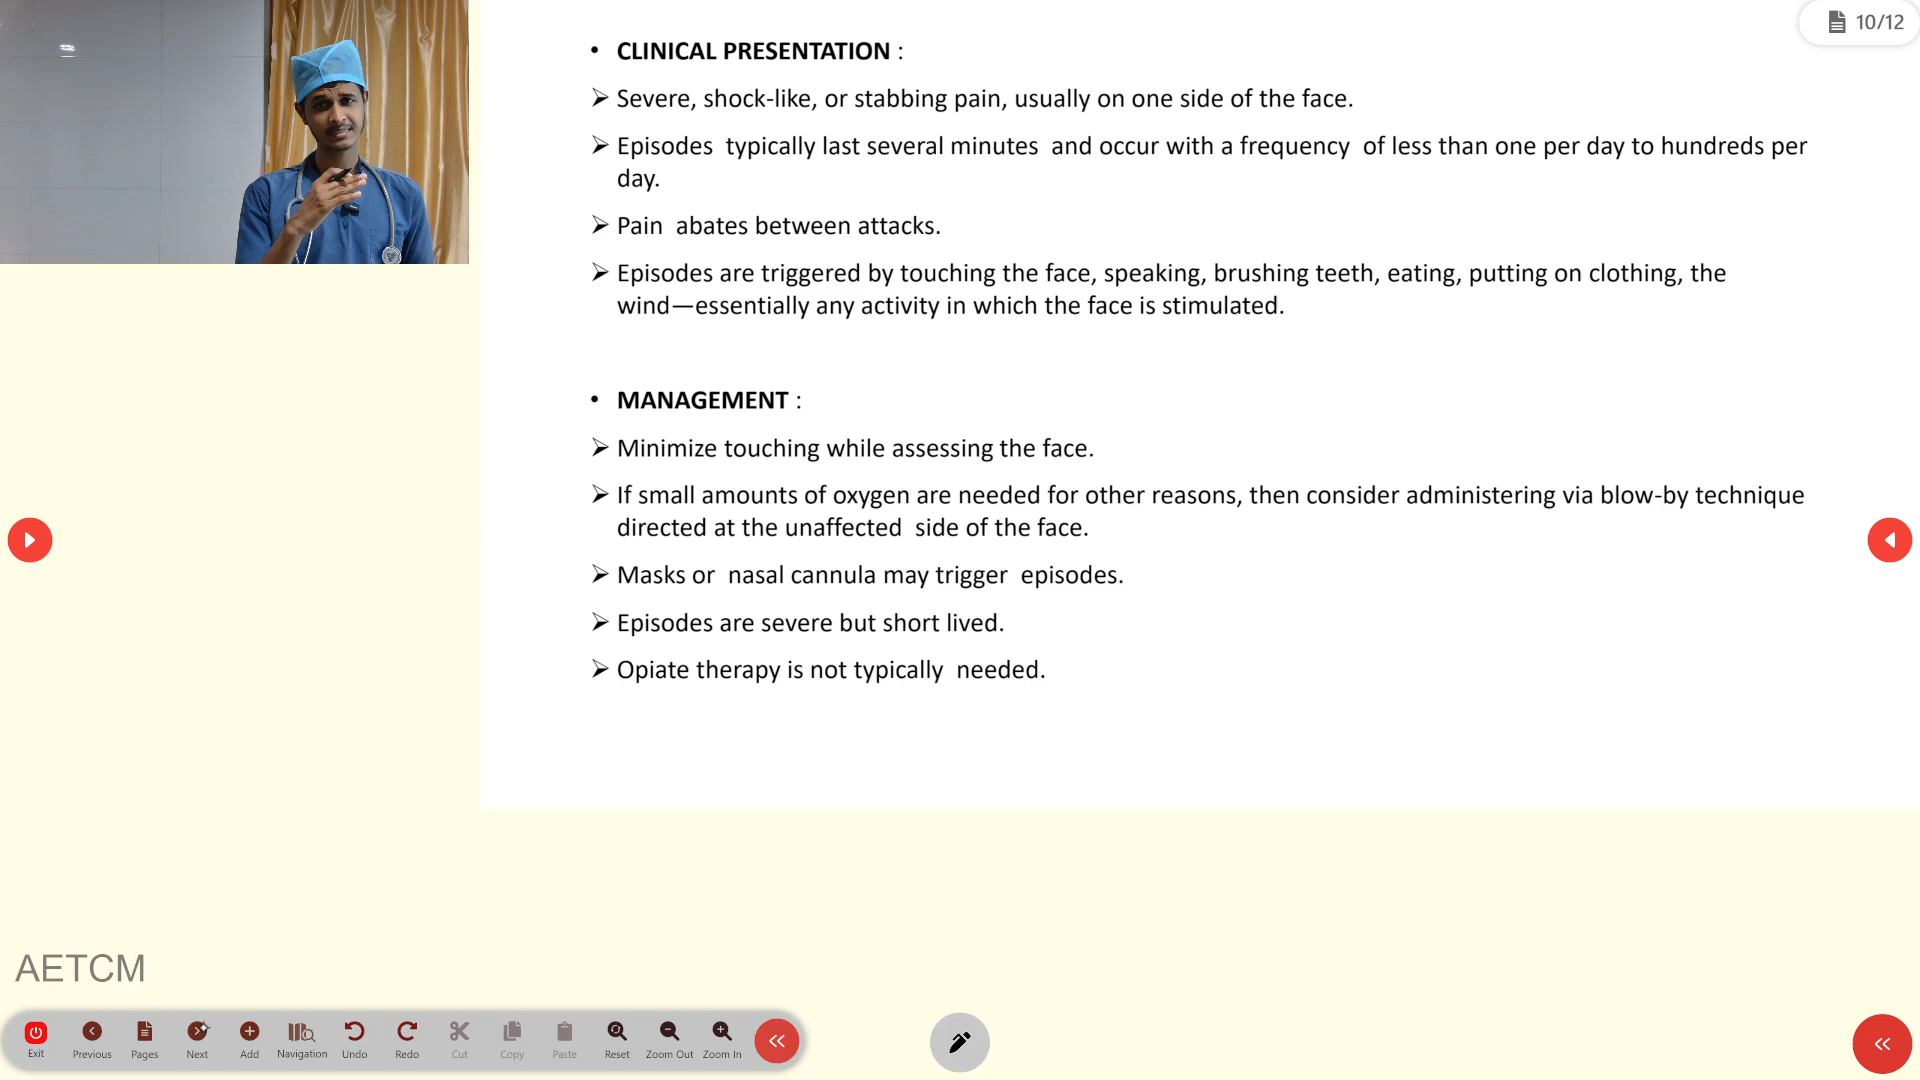 10/12
• CLINICAL PRESENTATION :
➢ Severe, shock-like, or stabbing pain, usually on one side of the face.
➢ Episodes typically last several minutes and occur with a frequency of less than one per day to hundreds per
day.
➢ Pain abates between attacks.
➢ Episodes are triggered by touching the face, speaking, brushing teeth, eating, putting on clothing, the
wind—essentially any activity in which the face is stimulated.
• MANAGEMENT :
➢ Minimize touching while assessing the face.
➢ If small amounts of oxygen are needed for other reasons, then consider administering via blow-by technique
directed at the unaffected side of the face.
➢ Masks or nasal cannula may trigger episodes.
➢ Episodes are severe but short lived.
➢ Opiate therapy is not typically needed.
AETCM
Exit Previous Pages Next Add Navigation Undo Redo Cut Copy Paste Reset Zoom Out Zoom In